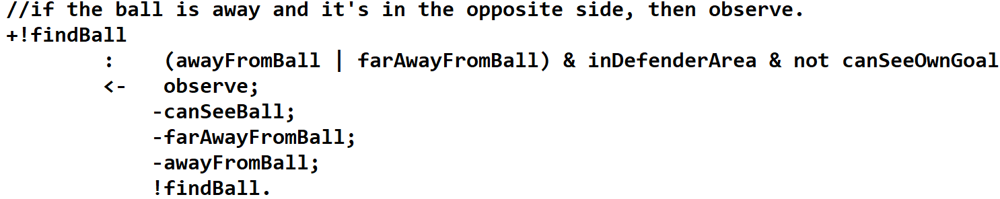 //if the ball is away and it's in the opposite side, then observe.
+!findBall
: (awayFromBall | farAwayFromBall) & inDefenderArea & not canSeeOwnGoal
<- observe;
-canSeeBall;
-farAwayFromBall;
-awayFromBall;
!findBall.